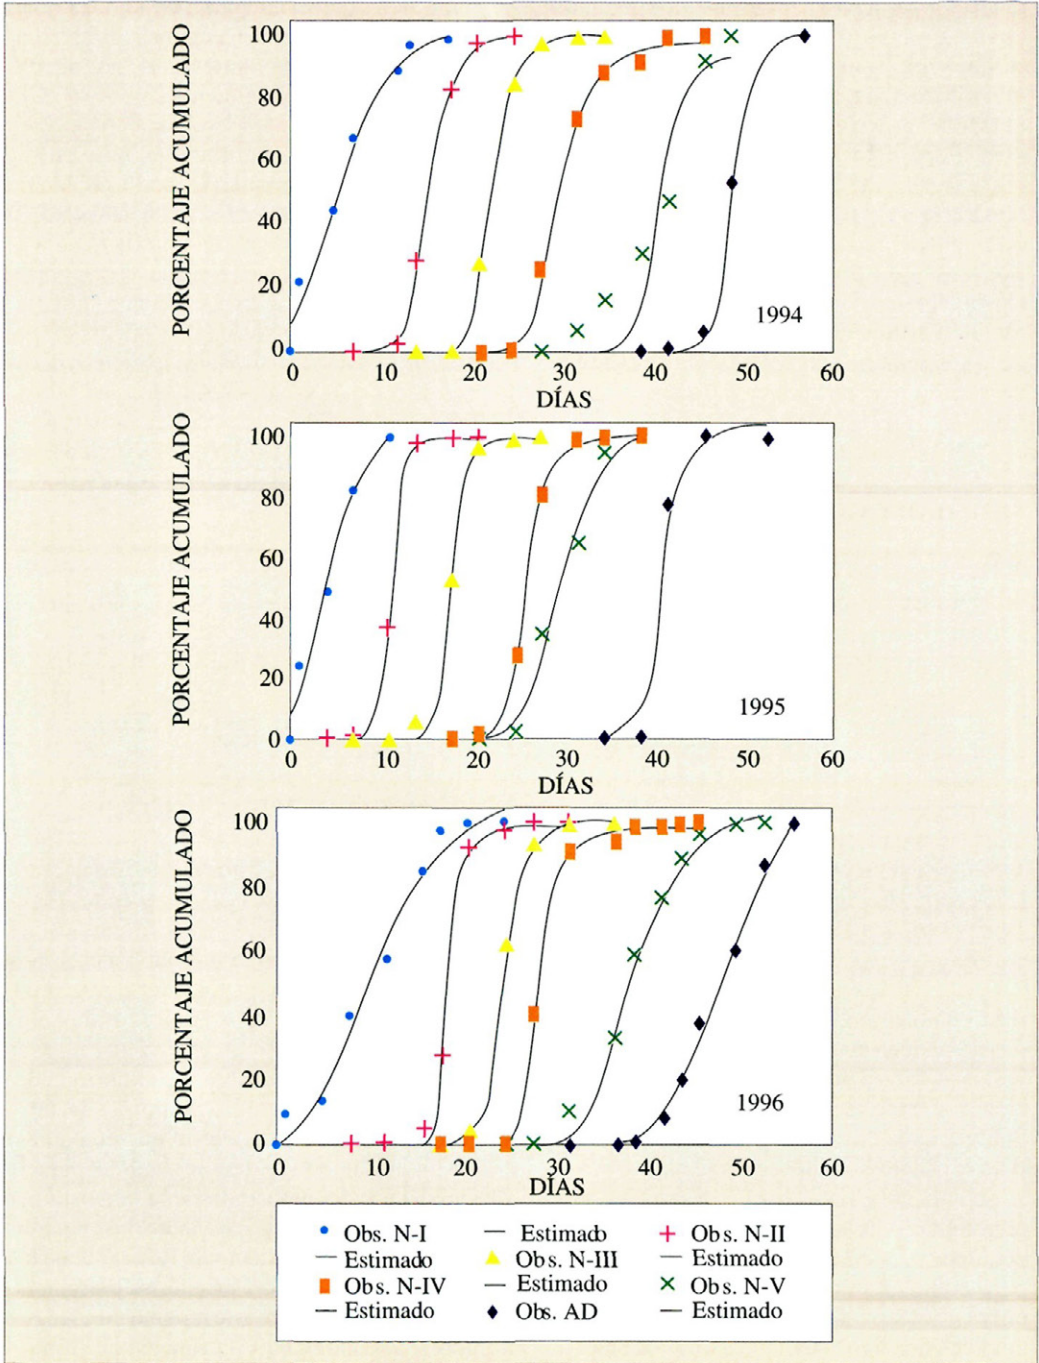 PORCENTAJE ACUMULADO
100
80
60
40
20
0
1994
0 10 20 30 40 50 60
DÍAS
PORCENTAJE ACUMULADO
100
80
60
40
20
0
1995
0 10 20 30 40 50 60
DÍAS
PORCENTAJE ACUMULADO
100
80
60
40
20
0
1996
0 10 20 30 40 50 60
DÍAS
Obs. N-I Estimado Obs. N-II
Estimado Obs. N-III Estimado
Obs. N-IV Estimado Obs. N-V
Estimado Obs. AD Estimado